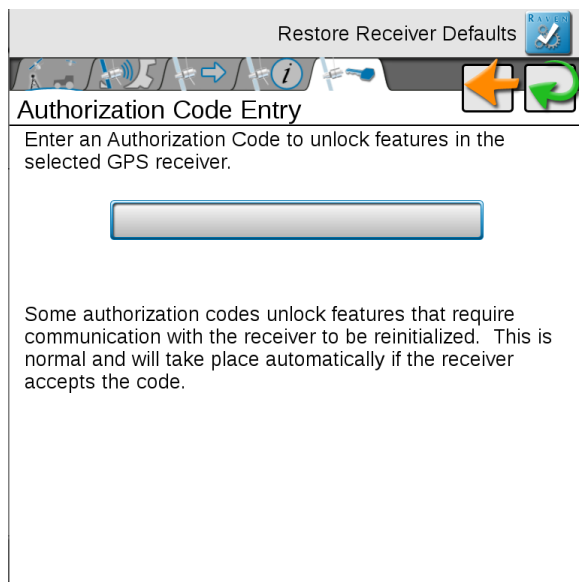 Restore Receiver Defaults
RAVEN
i
Authorization Code Entry
Enter an Authorization Code to unlock features in the
selected GPS receiver.
Some authorization codes unlock features that require
communication with the receiver to be reinitialized.  This is
normal and will take place automatically if the receiver
accepts the code.